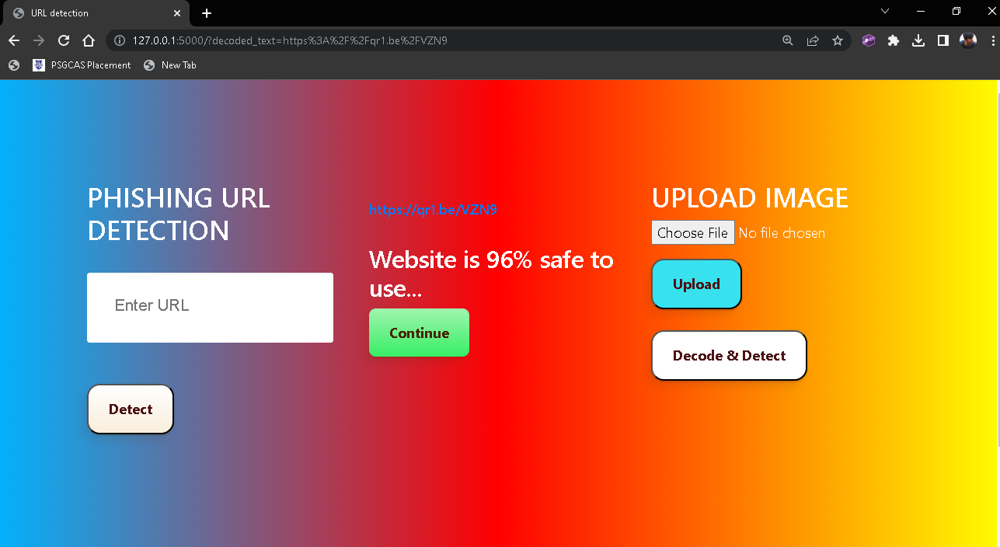 URL detection
127.0.0.1:5000/?decoded_text=https%3A%2F%2Fqr1.be%2FVZN9
PSGCAS Placement
New Tab
PHISHING URL
DETECTION
Enter URL
Detect
https://qr1.be/VZN9
Website is 96% safe to
use...
Continue
UPLOAD IMAGE
Choose File No file chosen
Upload
Decode & Detect